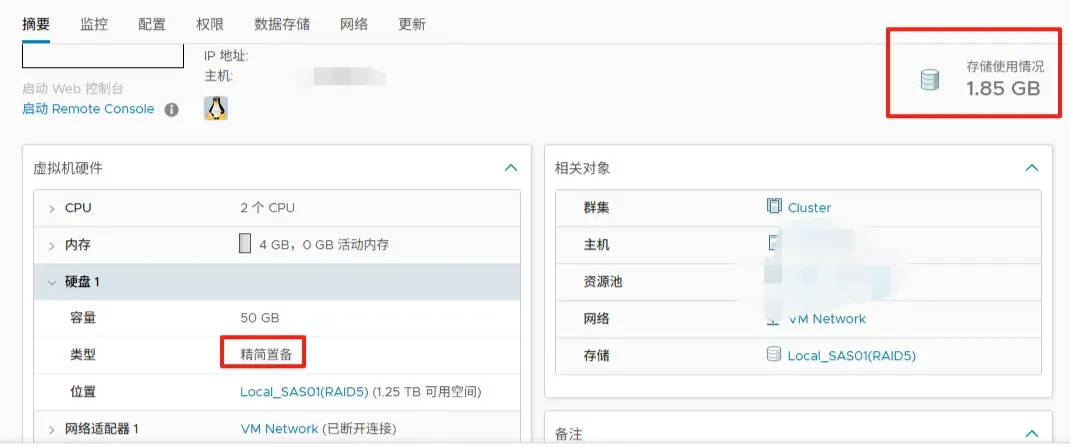 摘要 监控 配置 权限 数据存储 网络 更新
IP 地址:
主机:
启动 Web 控制台
启动 Remote Console
存储使用情况
1.85 GB
虚拟机硬件
CPU 2 个 CPU
内存 4 GB，0 GB 活动内存
硬盘 1
容量 50 GB
类型 精简置备
位置 Local_SAS01(RAID5) (1.25 TB 可用空间)
网络适配器 1 VM Network (已断开连接)
相关对象
群集 Cluster
主机
资源池
网络 VM Network
存储 Local_SAS01(RAID5)
备注